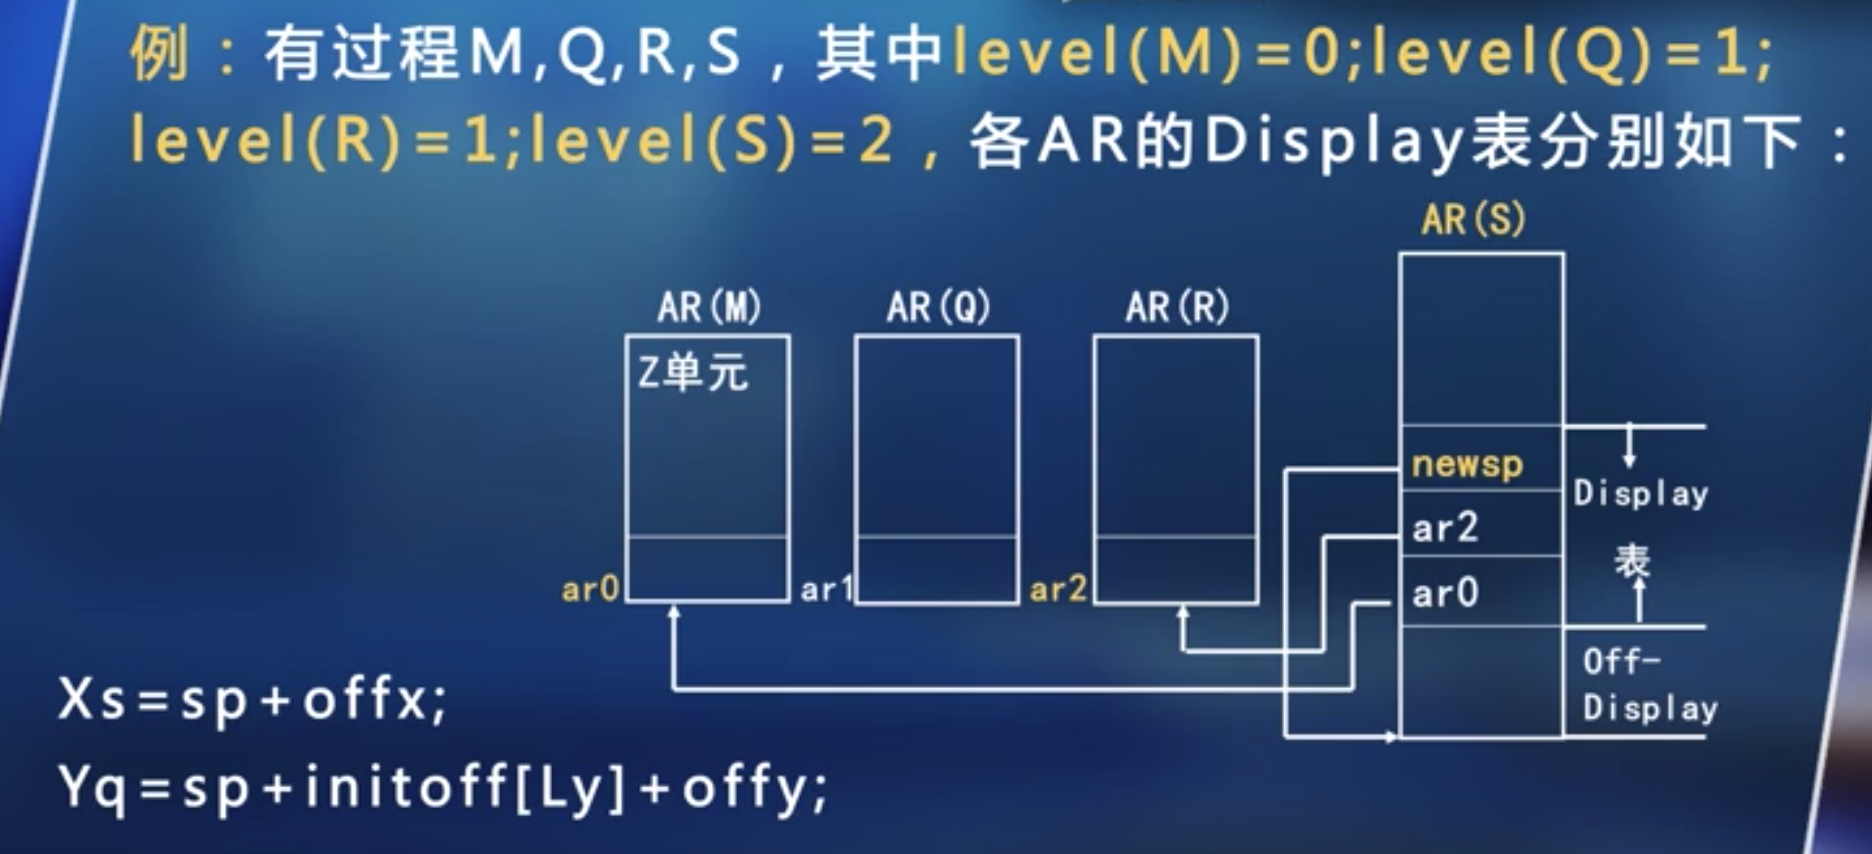 例：有过程M,Q,R,S，其中level(M)=0;level(Q)=1;
level(R)=1;level(S)=2，各AR的Display表分别如下：
AR(S)
AR(M)
AR(Q)
AR(R)
Z单元
newsp
Display
表
ar2
ar0
ar0
ar1
ar2
Off-
Display
Xs=sp+offx;
Yq=sp+initoff[Ly]+offy;